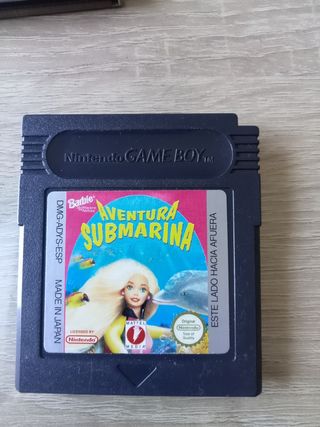 Nintendo GAME BOY TM
Barbie
AVENTURA
SUBMARINA
DMG-ADYS-ESP
MADE IN JAPAN
ESTE LADO HACIA AFUERA
LICENSED BY
Nintendo
MATTEL
MEDIA
Original
Nintendo
Seal of
Quality